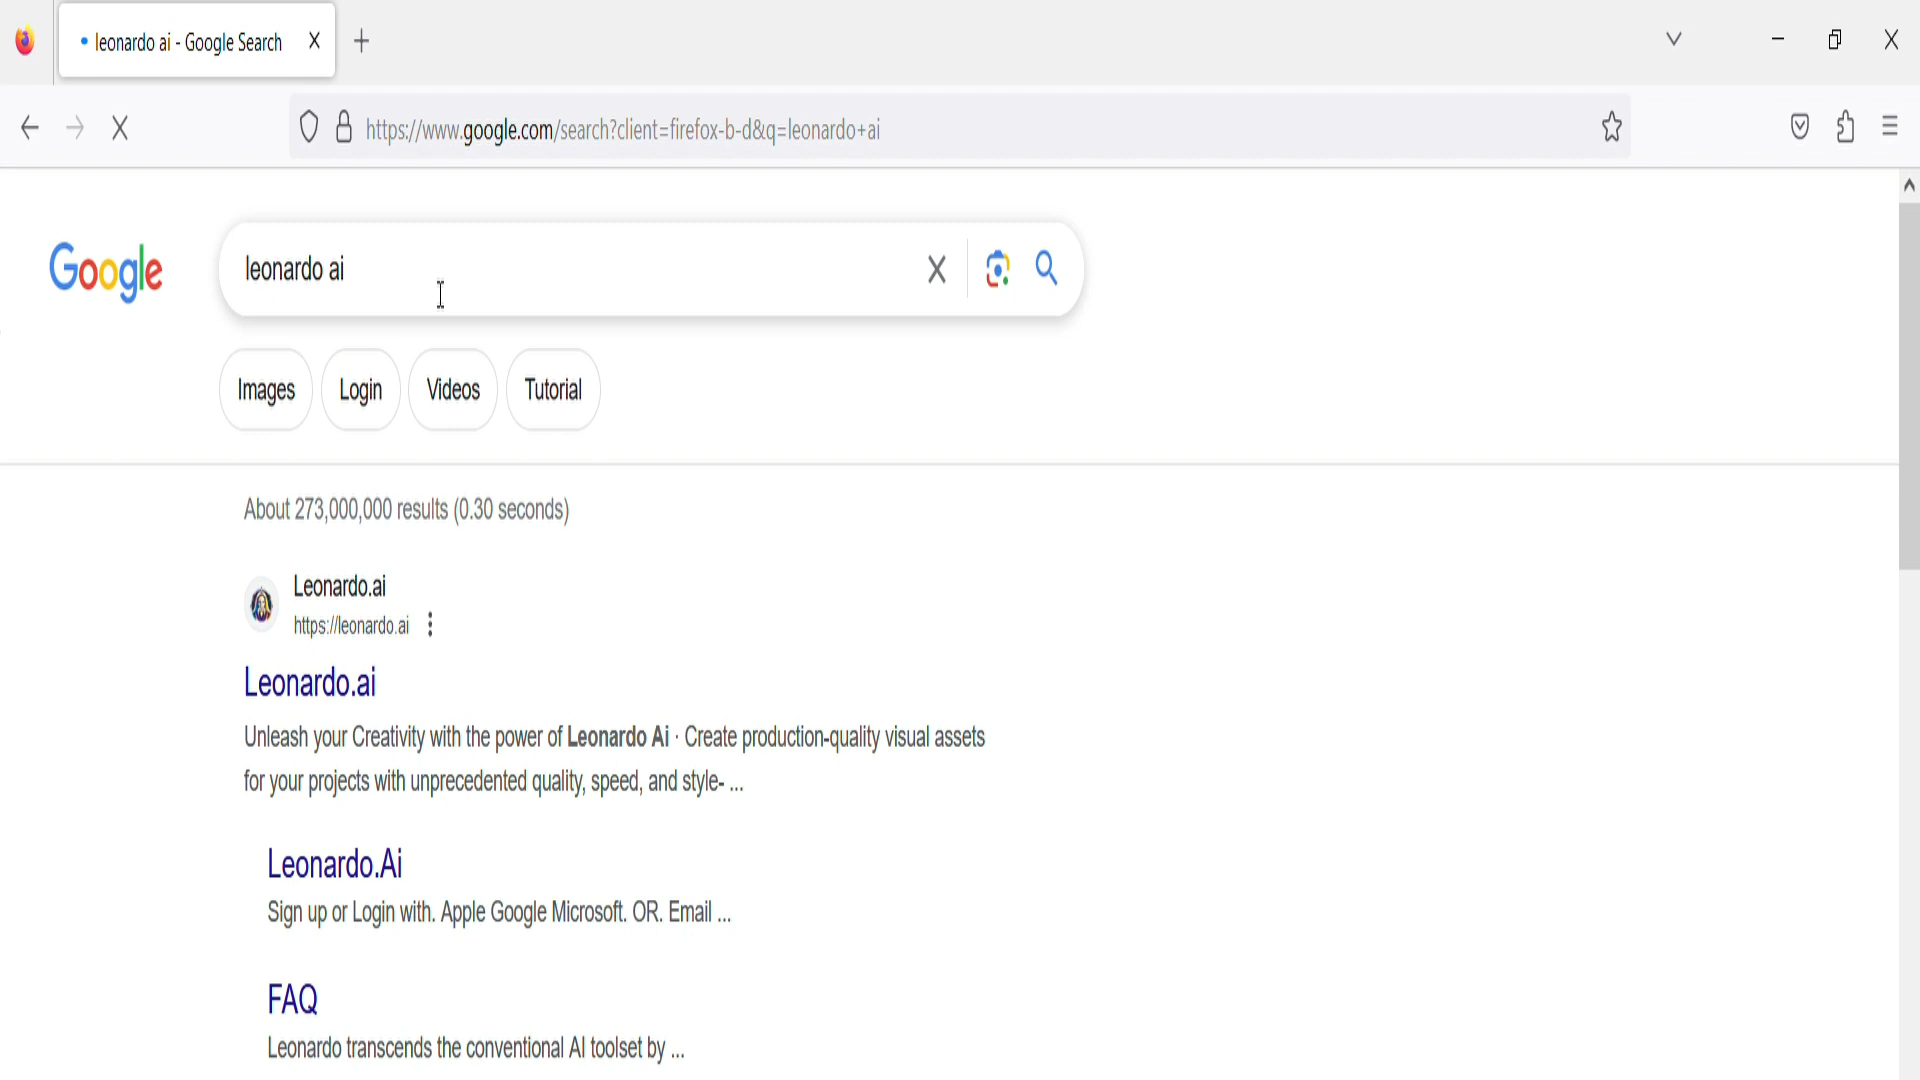 leonardo ai - Google Search
https://www.google.com/search?client=firefox-b-d&q=leonardo+ai
Google
leonardo ai
Images
Login
Videos
Tutorial
About 273,000,000 results (0.30 seconds)
Leonardo.ai
https://leonardo.ai
Leonardo.ai
Unleash your Creativity with the power of Leonardo Ai · Create production-quality visual assets
for your projects with unprecedented quality, speed, and style- ...
Leonardo.Ai
Sign up or Login with. Apple Google Microsoft. OR. Email ...
FAQ
Leonardo transcends the conventional AI toolset by ...